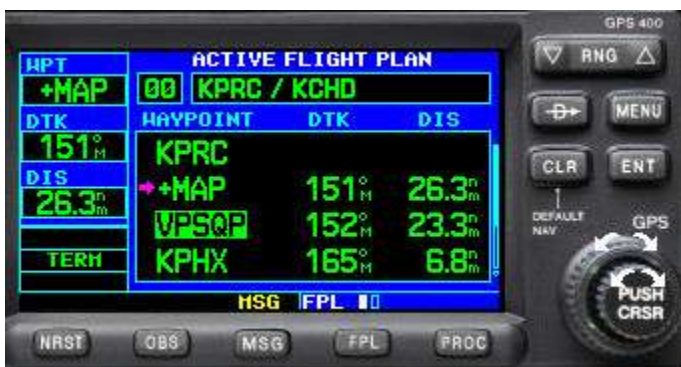 GPS 400
WPT
+MAP
DTK
151°M
DIS
26.3nm
TERM
ACTIVE FLIGHT PLAN
00 KPRC / KCHD
WAYPOINT DTK DIS
KPRC
+MAP 151°M 26.3nm
VPSQP 152°M 23.3nm
KPHX 165°M 6.8nm
MSG FPL
RNG
MENU
CLR ENT
DEFAULT
NAV
GPS
PUSH
CRSR
NRST OBS MSG FPL PROC